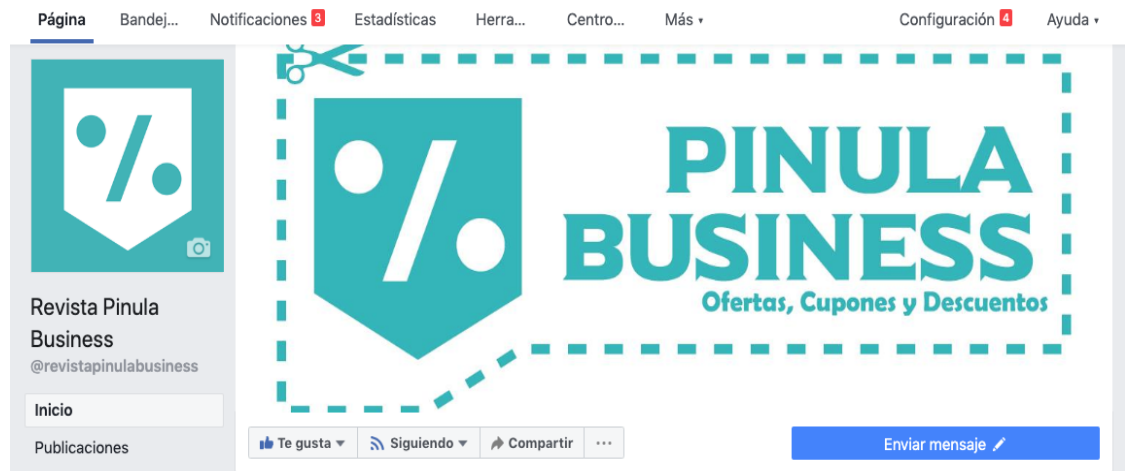 Página Bandej... Notificaciones 3 Estadísticas Herra... Centro... Más Configuración 4 Ayuda
%
%
PINULA
BUSINESS
Ofertas, Cupones y Descuentos
Revista Pinula
Business
@revistapinulabusiness
Inicio
Publicaciones
Te gusta Siguiendo Compartir ... Enviar mensaje